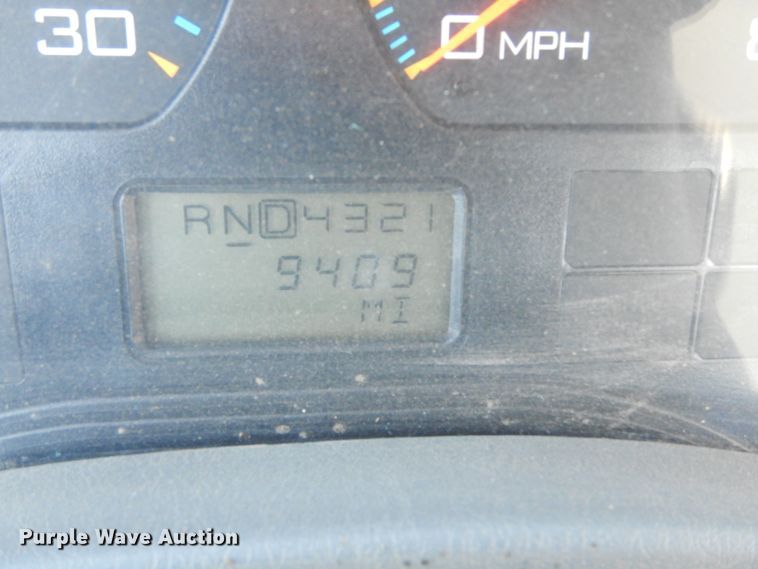 30
0 MPH
RND4321
9409
MI
Purple Wave Auction